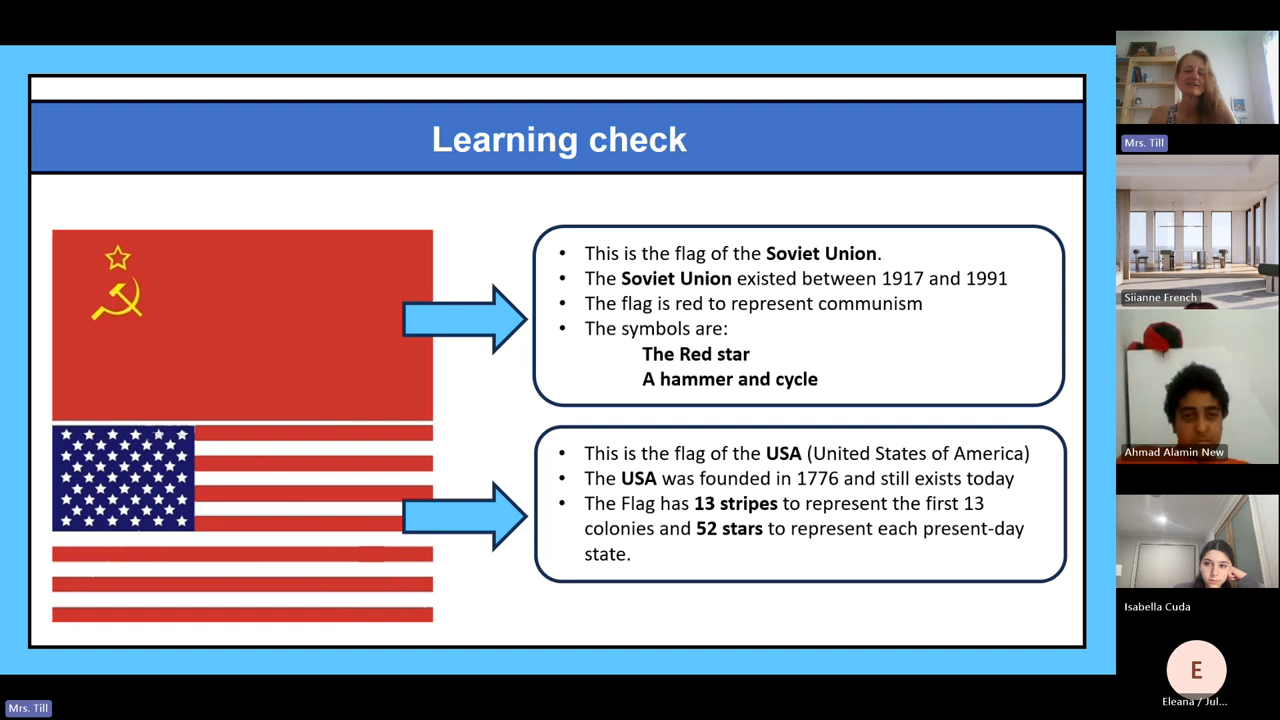 Learning check
• This is the flag of the Soviet Union.
• The Soviet Union existed between 1917 and 1991
• The flag is red to represent communism
• The symbols are:
The Red star
A hammer and cycle
• This is the flag of the USA (United States of America)
• The USA was founded in 1776 and still exists today
• The Flag has 13 stripes to represent the first 13
colonies and 52 stars to represent each present-day
state.
Mrs. Till
Siianne French
Ahmad Alamin New
Isabella Cuda
E
Eleana / Jul...
Mrs. Till